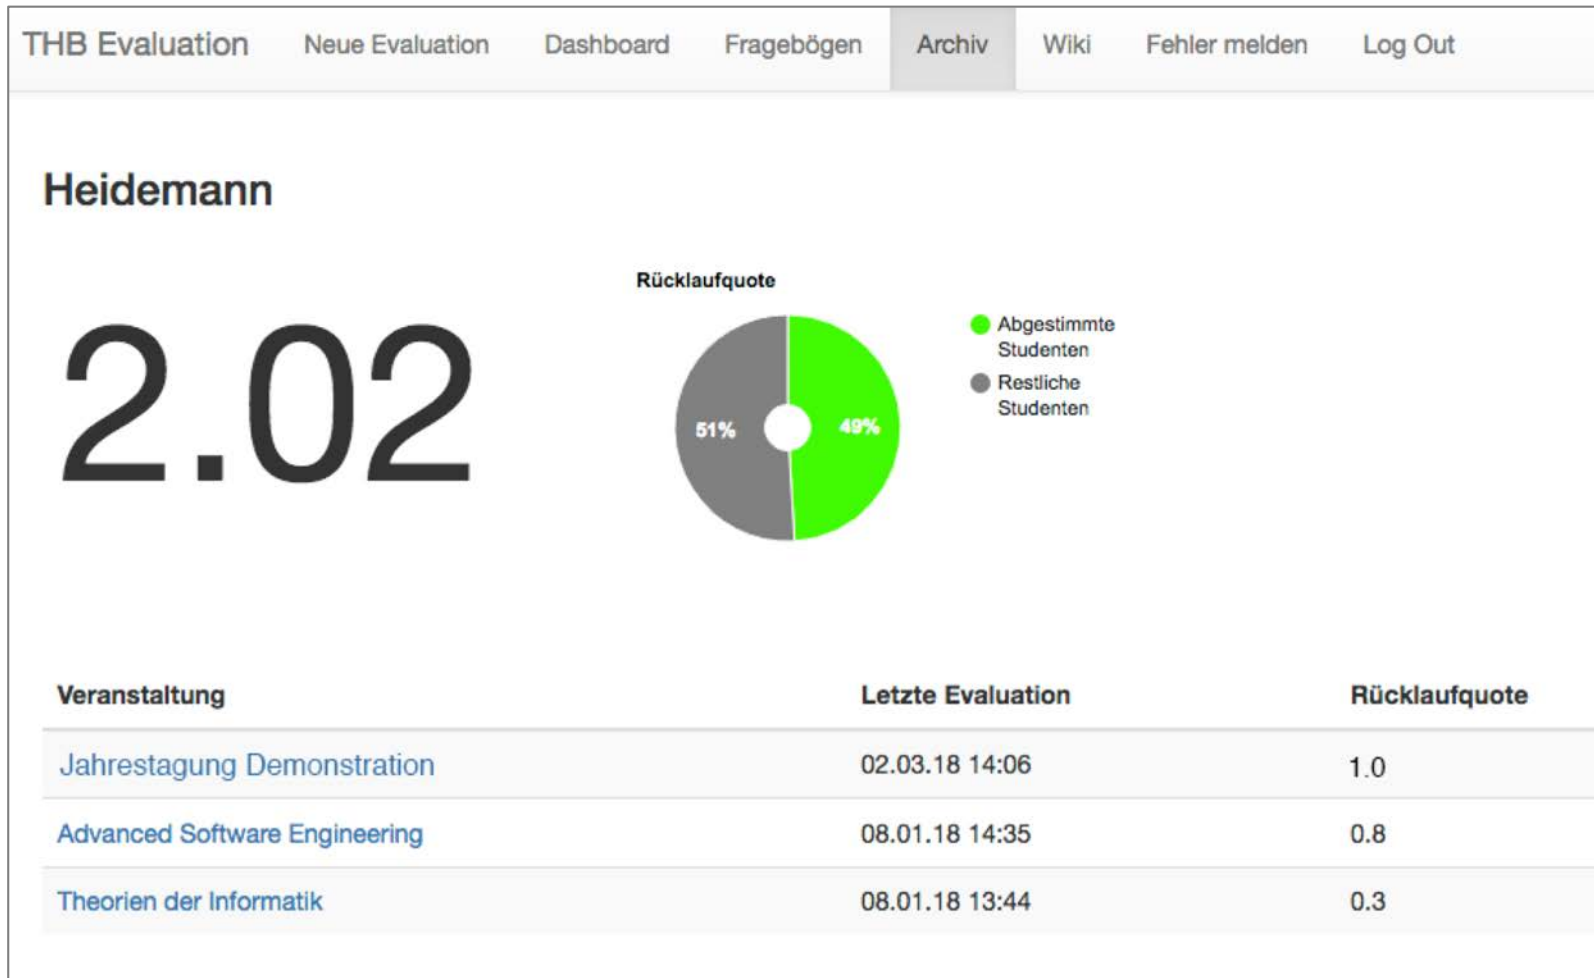 THB Evaluation Neue Evaluation Dashboard Fragebögen Archiv Wiki Fehler melden Log Out
Heidemann
2.02
Rücklaufquote
51% 49%
Abgestimmte
Studenten
Restliche
Studenten
Veranstaltung Letzte Evaluation Rücklaufquote
Jahrestagung Demonstration 02.03.18 14:06 1.0
Advanced Software Engineering 08.01.18 14:35 0.8
Theorien der Informatik 08.01.18 13:44 0.3